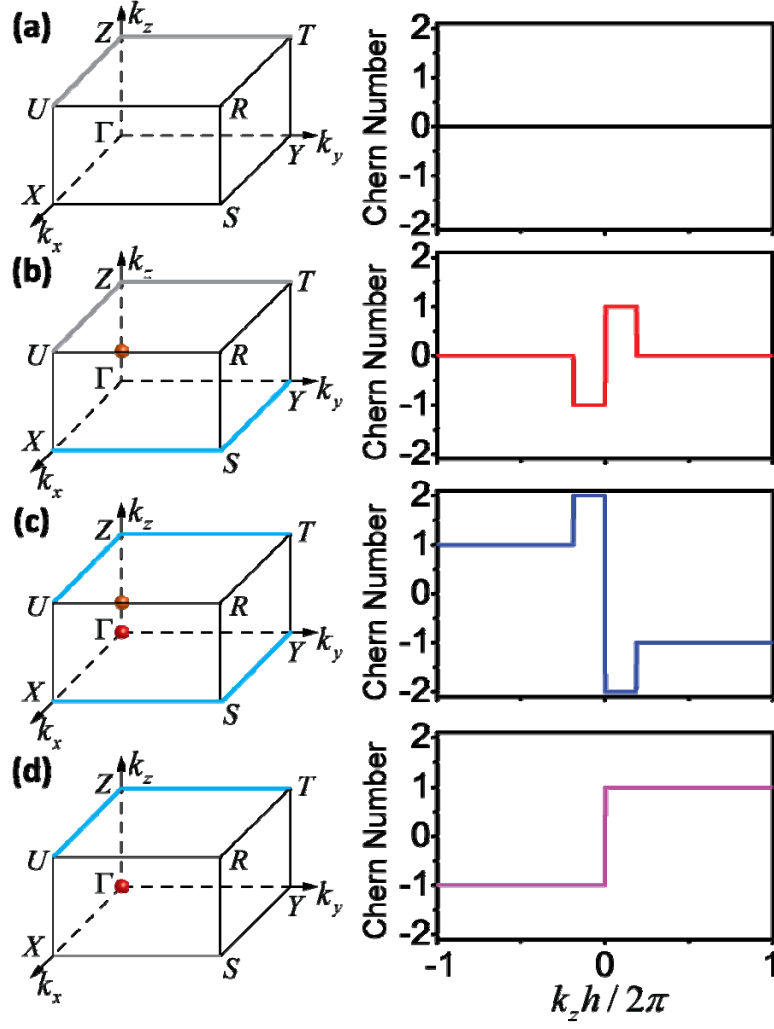 (a)
k_z
Z
T
U
R
Γ
Y
k_y
X
S
k_x
Chern Number
2
1
0
-1
-2
(b)
k_z
Z
T
U
R
Γ
Y
k_y
X
S
k_x
Chern Number
2
1
0
-1
-2
(c)
k_z
Z
T
U
R
Γ
Y
k_y
X
S
k_x
Chern Number
2
1
0
-1
-2
(d)
k_z
Z
T
U
R
Γ
Y
k_y
X
S
k_x
Chern Number
2
1
0
-1
-2
-1 0 1
k_z h / 2π